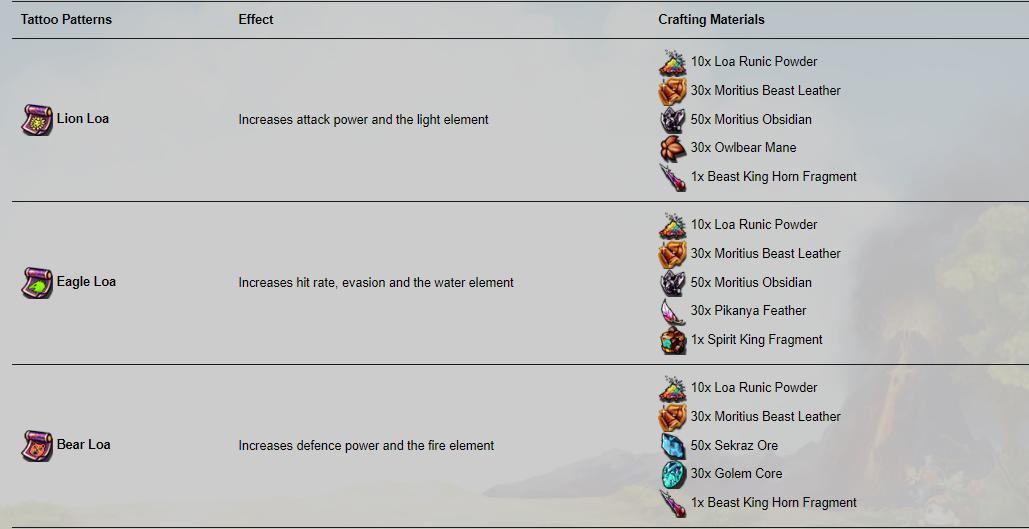 Tattoo Patterns Effect Crafting Materials
10x Loa Runic Powder
30x Moritius Beast Leather
Lion Loa Increases attack power and the light element 50x Moritius Obsidian
30x Owlbear Mane
1x Beast King Horn Fragment
10x Loa Runic Powder
30x Moritius Beast Leather
Eagle Loa Increases hit rate, evasion and the water element 50x Moritius Obsidian
30x Pikanya Feather
1x Spirit King Fragment
10x Loa Runic Powder
30x Moritius Beast Leather
Bear Loa Increases defence power and the fire element 50x Sekraz Ore
30x Golem Core
1x Beast King Horn Fragment